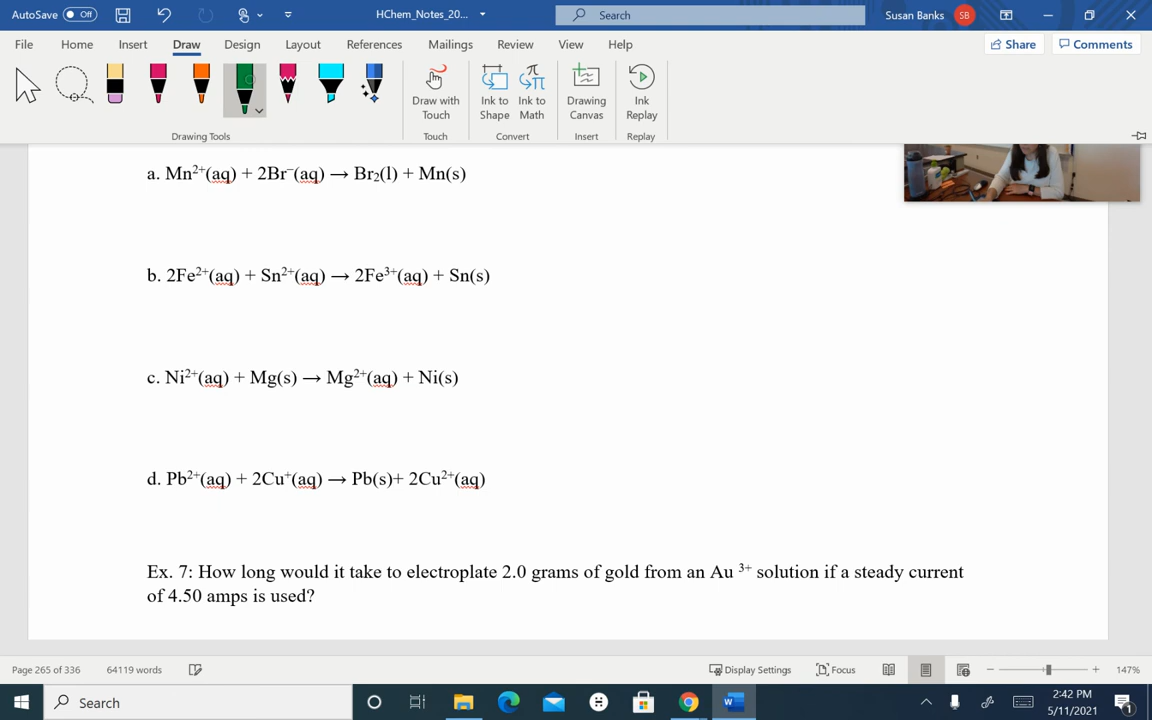 AutoSave Off HChem_Notes_20... Search Susan Banks SB
File Home Insert Draw Design Layout References Mailings Review View Help Share Comments
Draw with Touch Ink to Shape Ink to Math Drawing Canvas Ink Replay
Drawing Tools Touch Convert Insert Replay
a. Mn²⁺(aq) + 2Br⁻(aq) → Br₂(l) + Mn(s)
b. 2Fe²⁺(aq) + Sn²⁺(aq) → 2Fe³⁺(aq) + Sn(s)
c. Ni²⁺(aq) + Mg(s) → Mg²⁺(aq) + Ni(s)
d. Pb²⁺(aq) + 2Cu⁺(aq) → Pb(s)+ 2Cu²⁺(aq)
Ex. 7: How long would it take to electroplate 2.0 grams of gold from an Au ³⁺ solution if a steady current
of 4.50 amps is used?
Page 265 of 336 64119 words Display Settings Focus 147%
Search 2:42 PM
5/11/2021 1